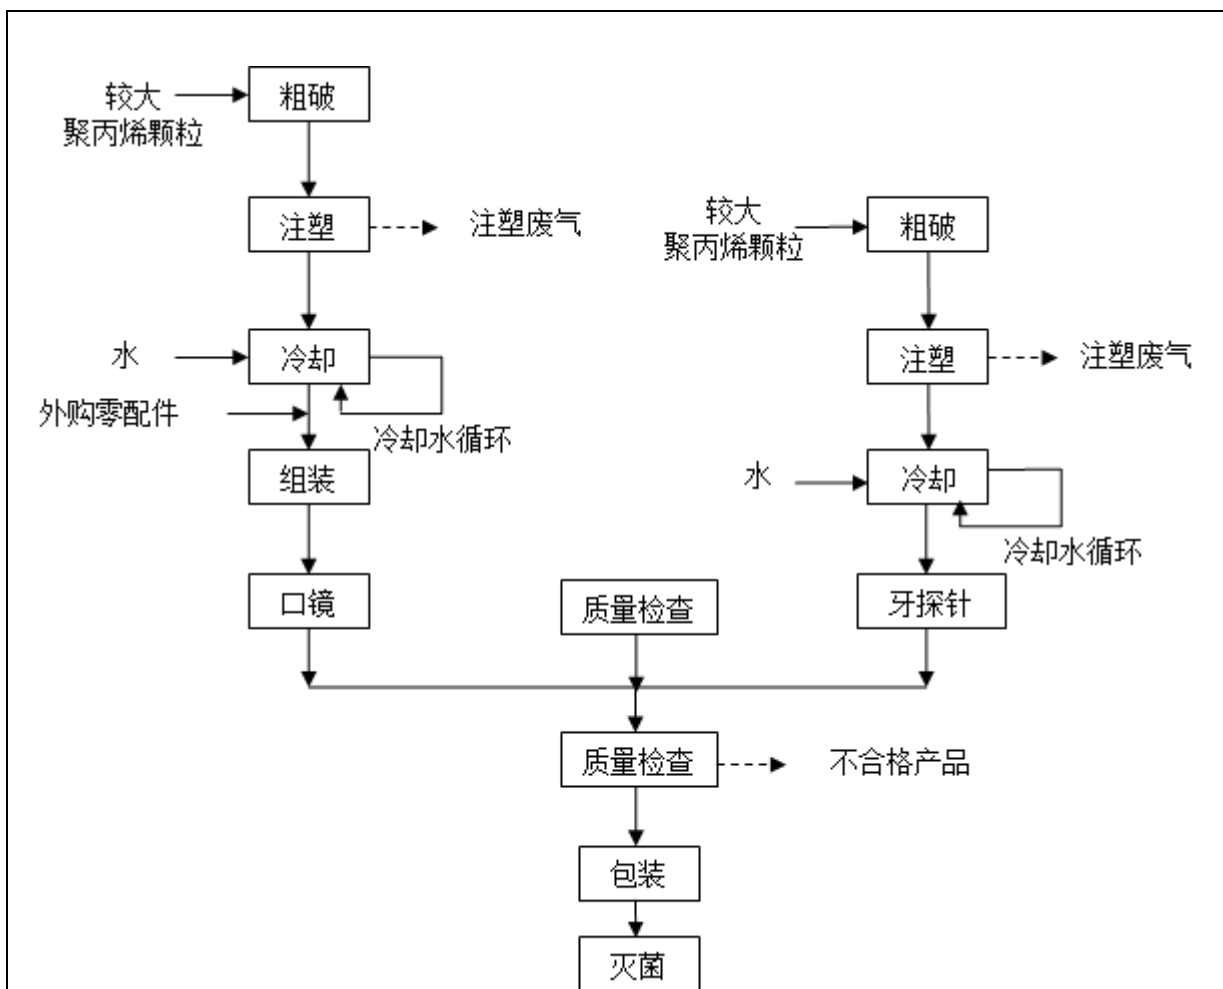 较大
聚丙烯颗粒
粗破
注塑
注塑废气
较大
聚丙烯颗粒
粗破
水
冷却
注塑
注塑废气
外购零配件
冷却水循环
组装
水
冷却
冷却水循环
口镜
质量检查
牙探针
质量检查
不合格产品
包装
灭菌